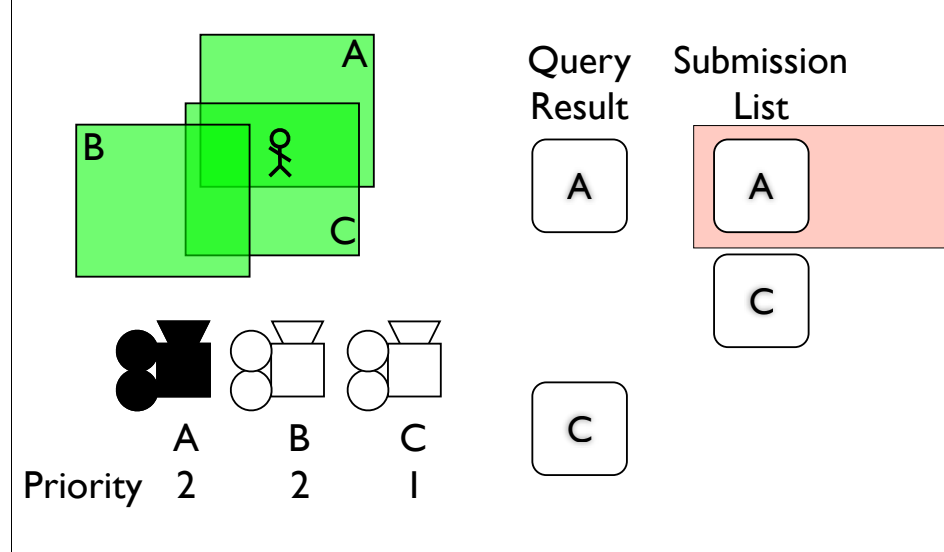 A
B
C
Query Result
Submission List
A
A
C
C
A B C
Priority 2 2 1